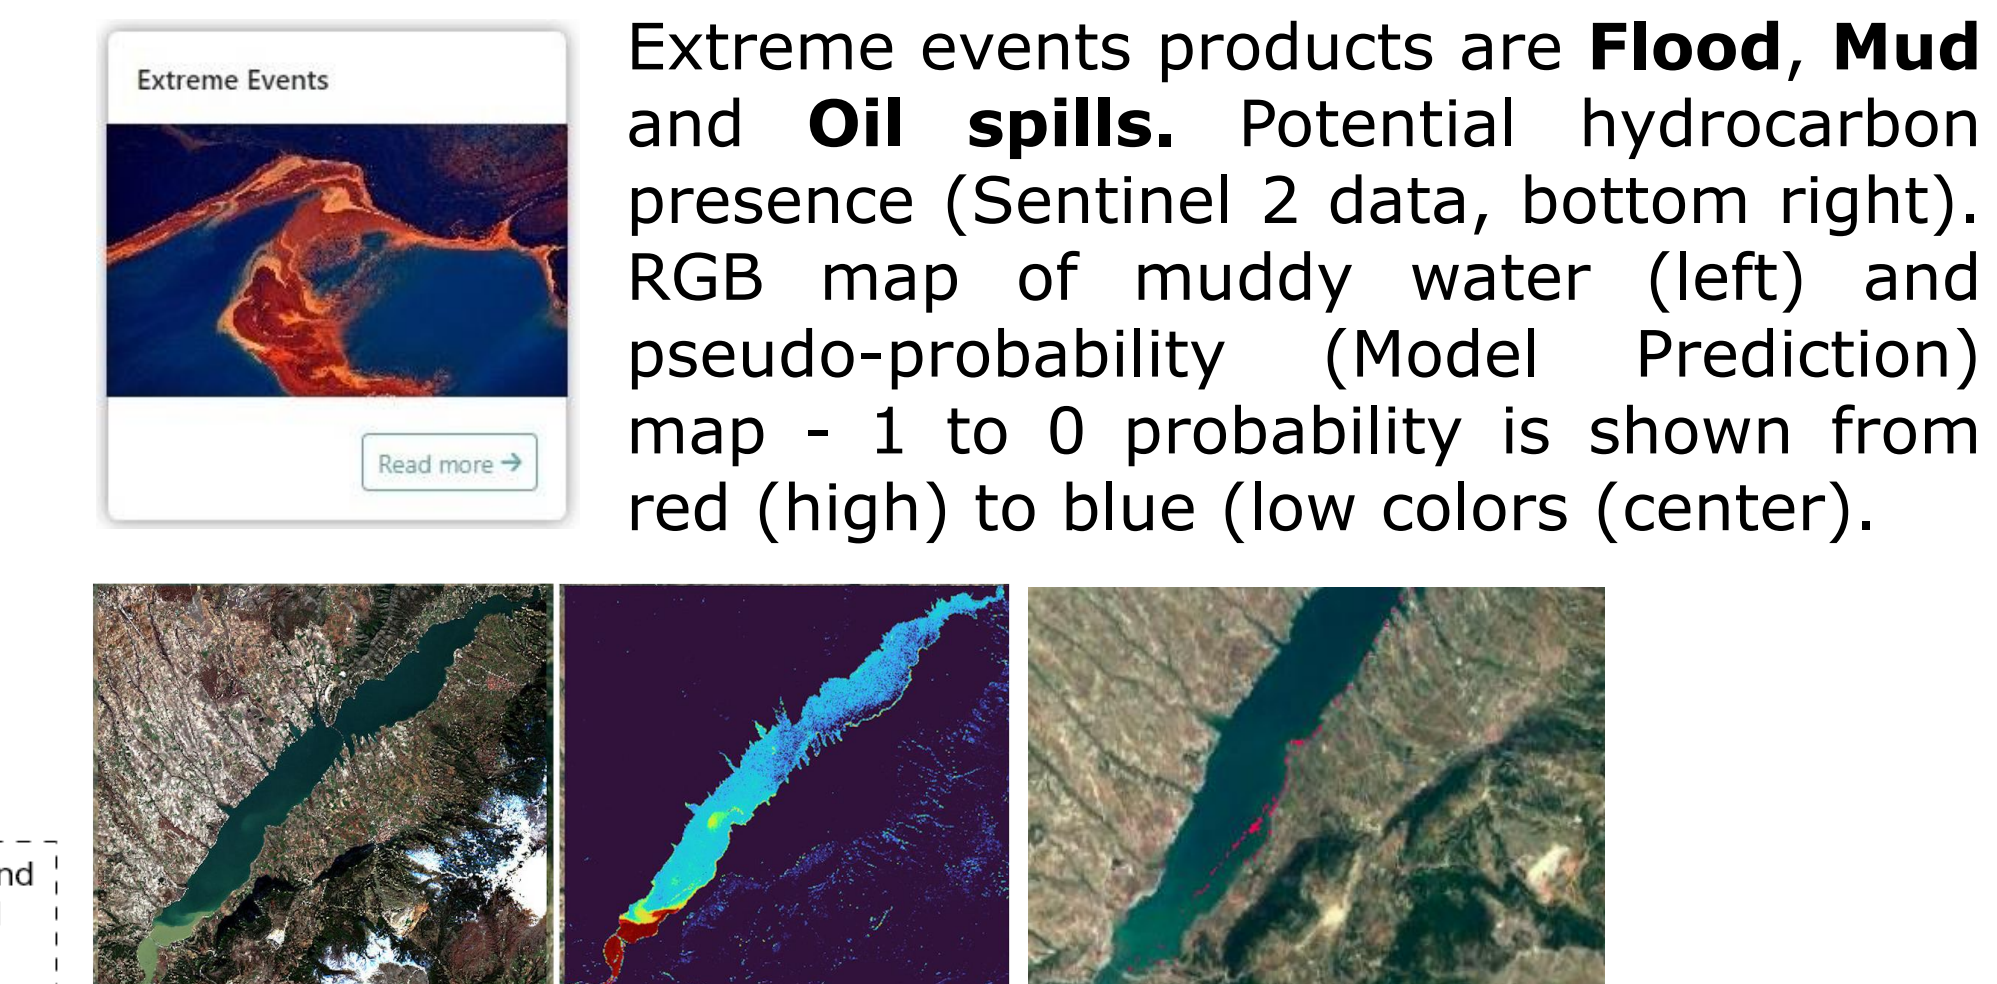 Extreme Events
Read more →
Extreme events products are Flood, Mud
and Oil spills. Potential hydrocarbon
presence (Sentinel 2 data, bottom right).
RGB map of muddy water (left) and
pseudo-probability (Model Prediction)
map - 1 to 0 probability is shown from
red (high) to blue (low colors (center).
nd